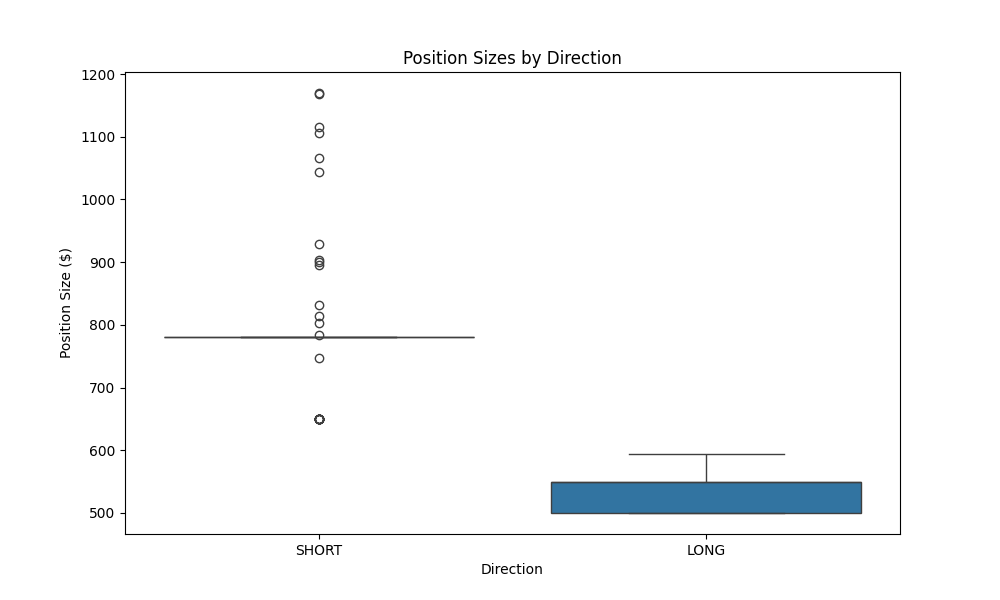 Position Sizes by Direction
1200
1100
1000
900
800
700
600
500
Position Size ($)
SHORT
LONG
Direction